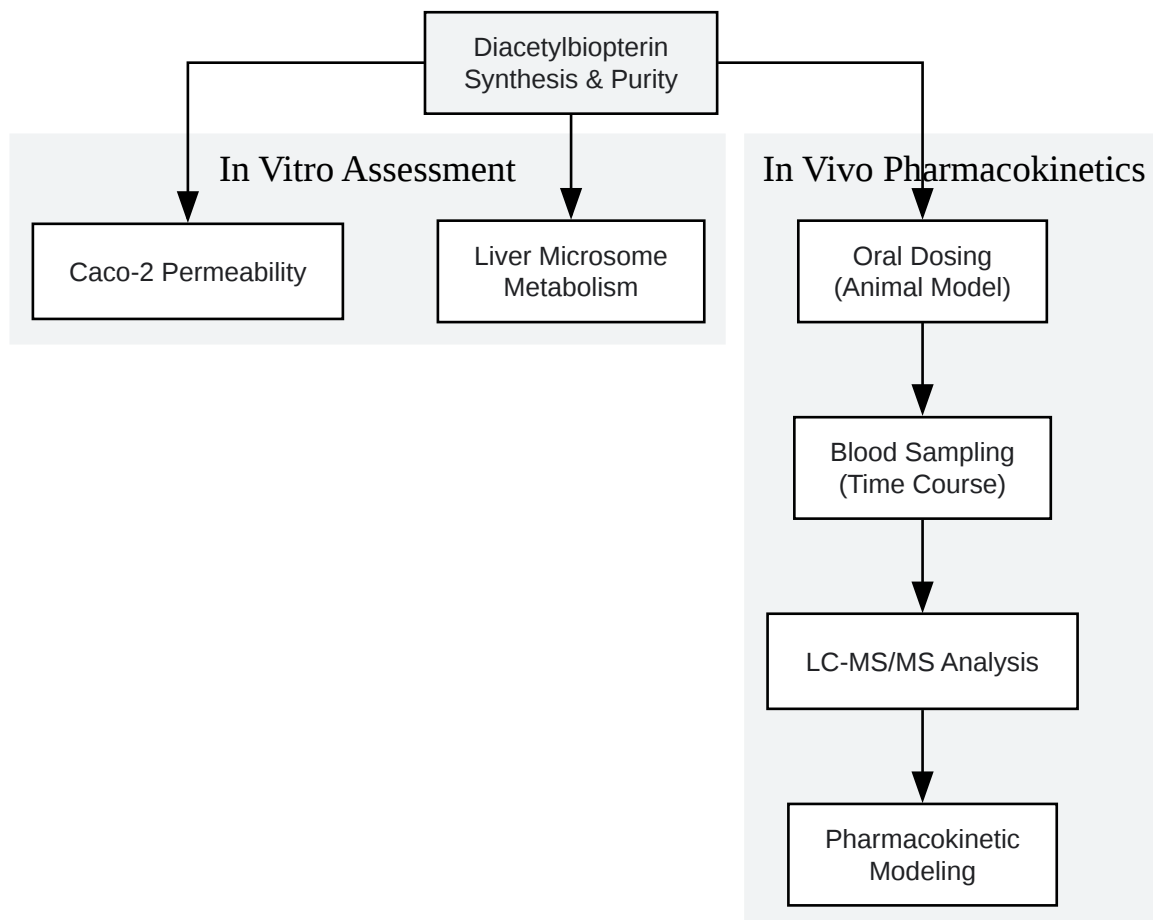 Diacetylbiopterin
Synthesis & Purity
In Vitro Assessment
Caco-2 Permeability
Liver Microsome
Metabolism
In Vivo Pharmacokinetics
Oral Dosing
(Animal Model)
Blood Sampling
(Time Course)
LC-MS/MS Analysis
Pharmacokinetic
Modeling